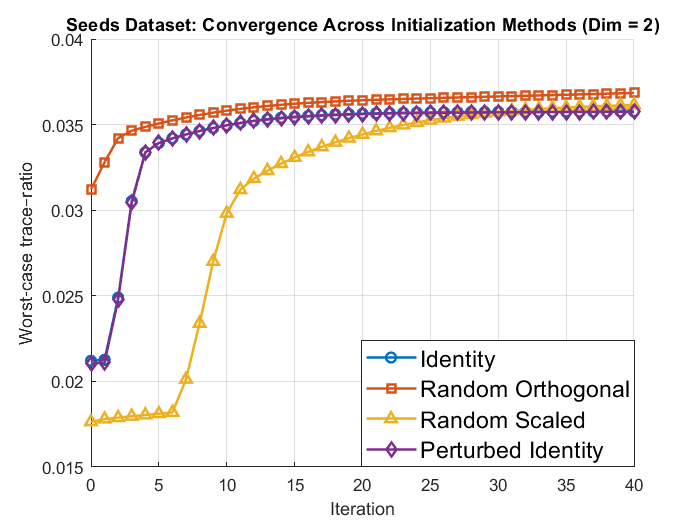 Seeds Dataset: Convergence Across Initialization Methods (Dim = 2)
0.04
0.035
0.03
0.025
0.02
0.015
Worst-case trace-ratio
0 5 10 15 20 25 30 35 40
Iteration
Identity
Random Orthogonal
Random Scaled
Perturbed Identity